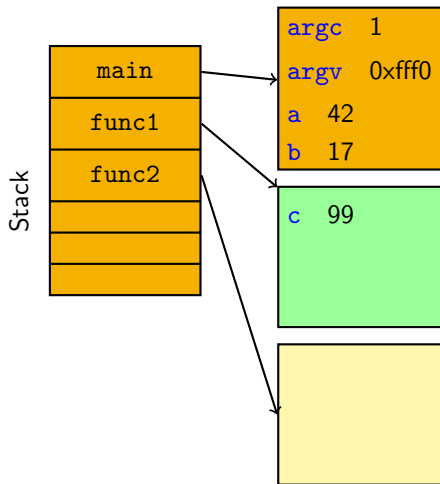 Stack
main
func1
func2
argc 1
argv 0xfff0
a 42
b 17
c 99